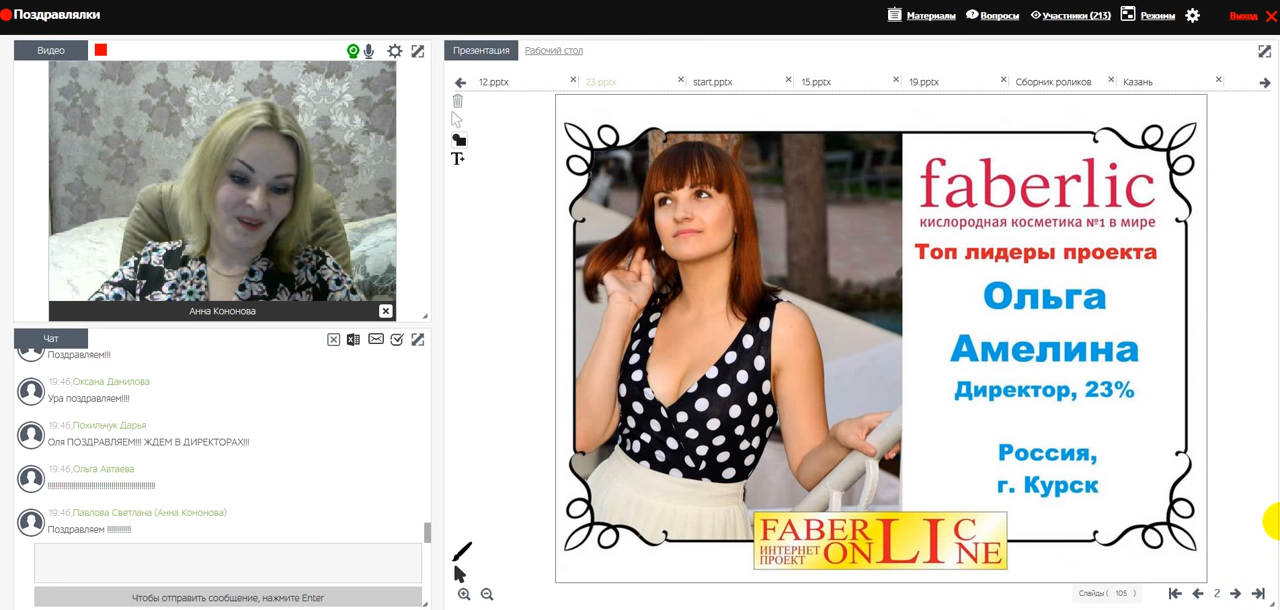 Поздравлялки
Материалы
Вопросы
Участники (213)
Режимы
Выход
Видео
Анна Кононова
Чат
Поздравляем!!!
19:46,Оксана Данилова
Ура поздравляем!!!!
19:46,Похильчук Дарья
Оля ПОЗДРАВЛЯЕМ!!! ЖДЕМ В ДИРЕКТОРАХ!!!
19:46,Ольга Автаева
19:46,Павлова Светлана (Анна Кононова)
Поздравляем
Чтобы отправить сообщение, нажмите Enter
Презентация
Рабочий стол
12.pptx
23.pptx
start.pptx
15.pptx
19.pptx
Сборник роликов
Казань
T+
faberlic
кислородная косметика №1 в мире
Топ лидеры проекта
Ольга
Амелина
Директор, 23%
Россия,
г. Курск
FABERLIC
ИНТЕРНЕТ
ПРОЕКТ
ONLINE
Слайды ( 105 )
2